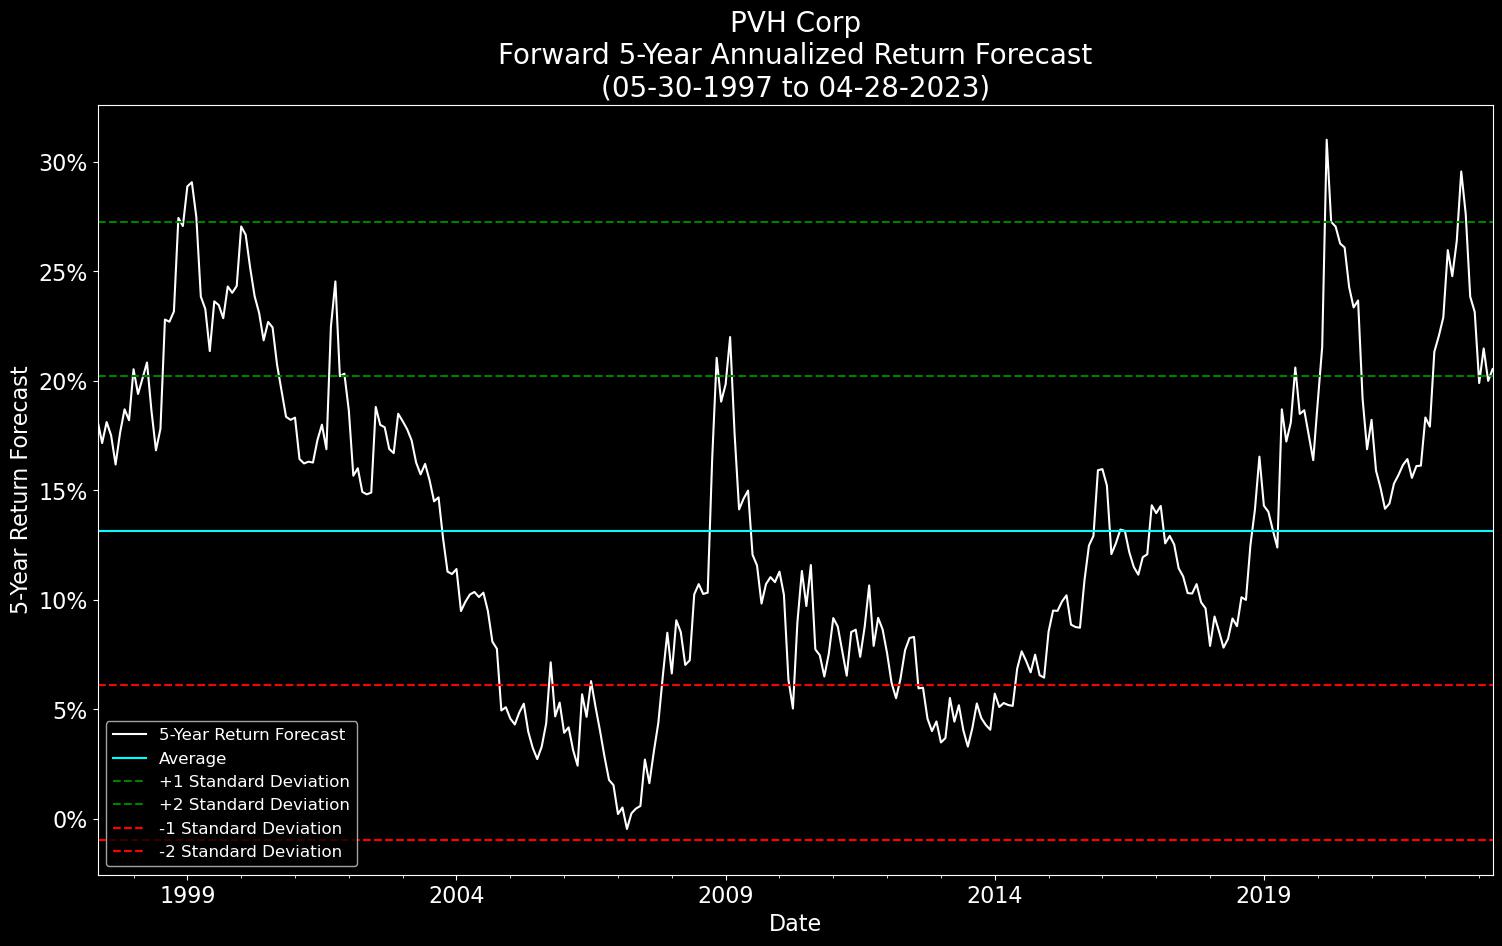 PVH Corp
Forward 5-Year Annualized Return Forecast
(05-30-1997 to 04-28-2023)
5-Year Return Forecast
30%
25%
20%
15%
10%
5%
0%
5-Year Return Forecast
Average
+1 Standard Deviation
+2 Standard Deviation
-1 Standard Deviation
-2 Standard Deviation
1999
2004
2009
2014
2019
Date